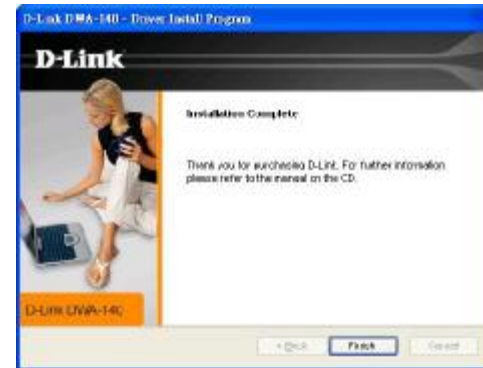 D-Link DWA-140 - Driver Install Program
D-Link
Installation Complete
Thank you for purchasing D-Link. For further information
please refer to the manual on the CD.
D-Link DWA-140
< Back
Finish
Cancel